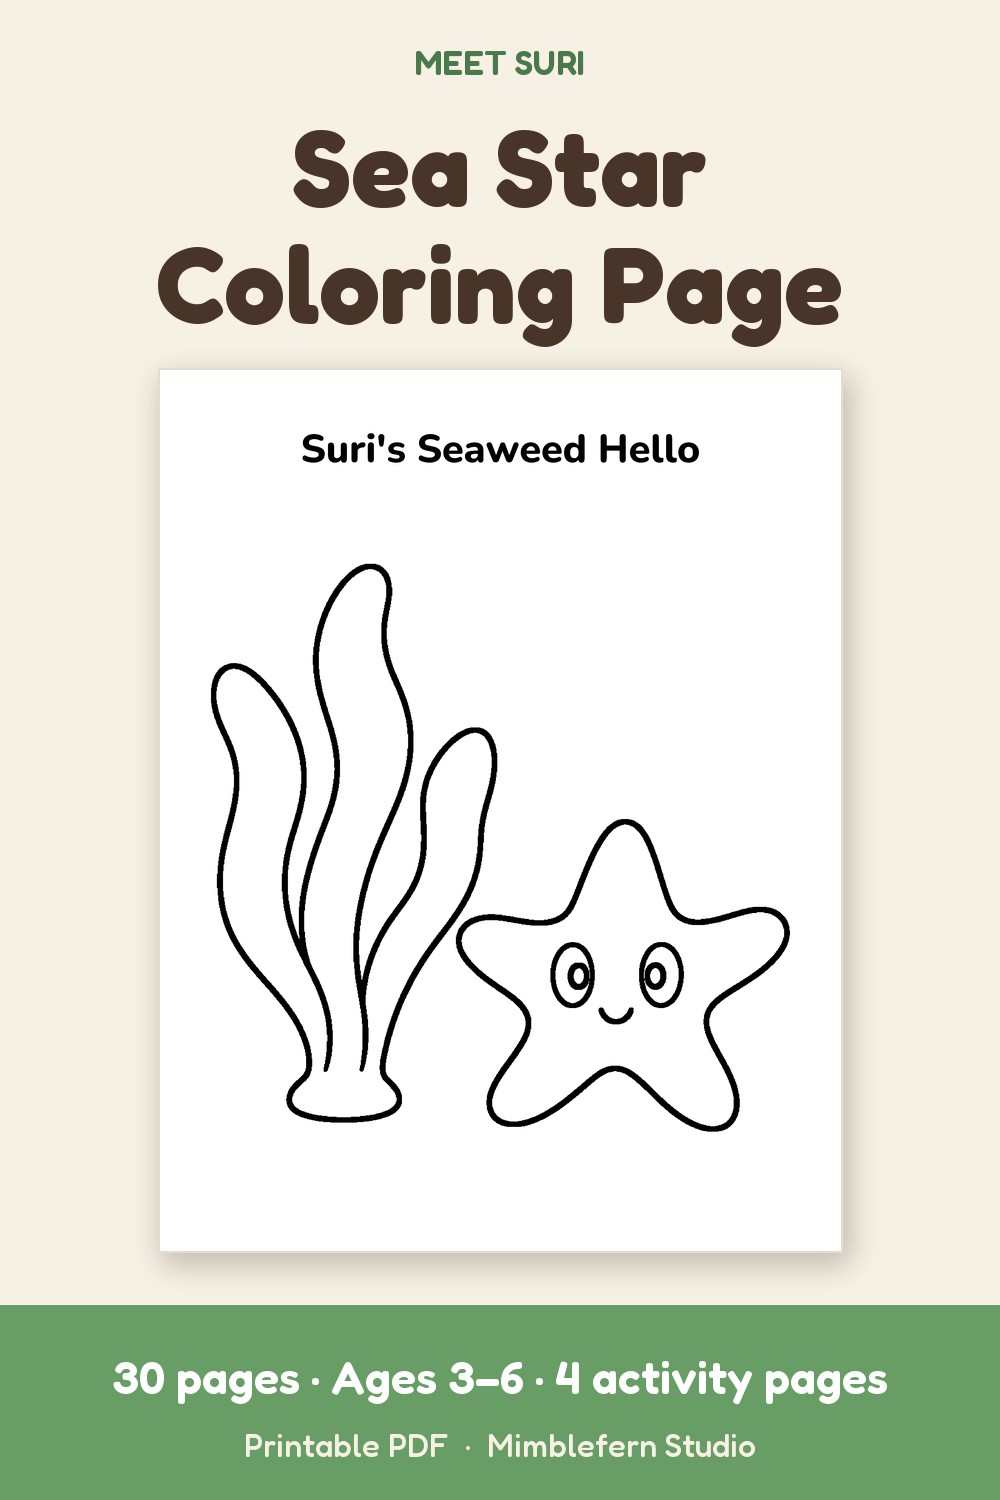 MEET SURI
Sea Star
Coloring Page
Suri's Seaweed Hello
30 pages · Ages 3–6 · 4 activity pages
Printable PDF · Mimblefern Studio